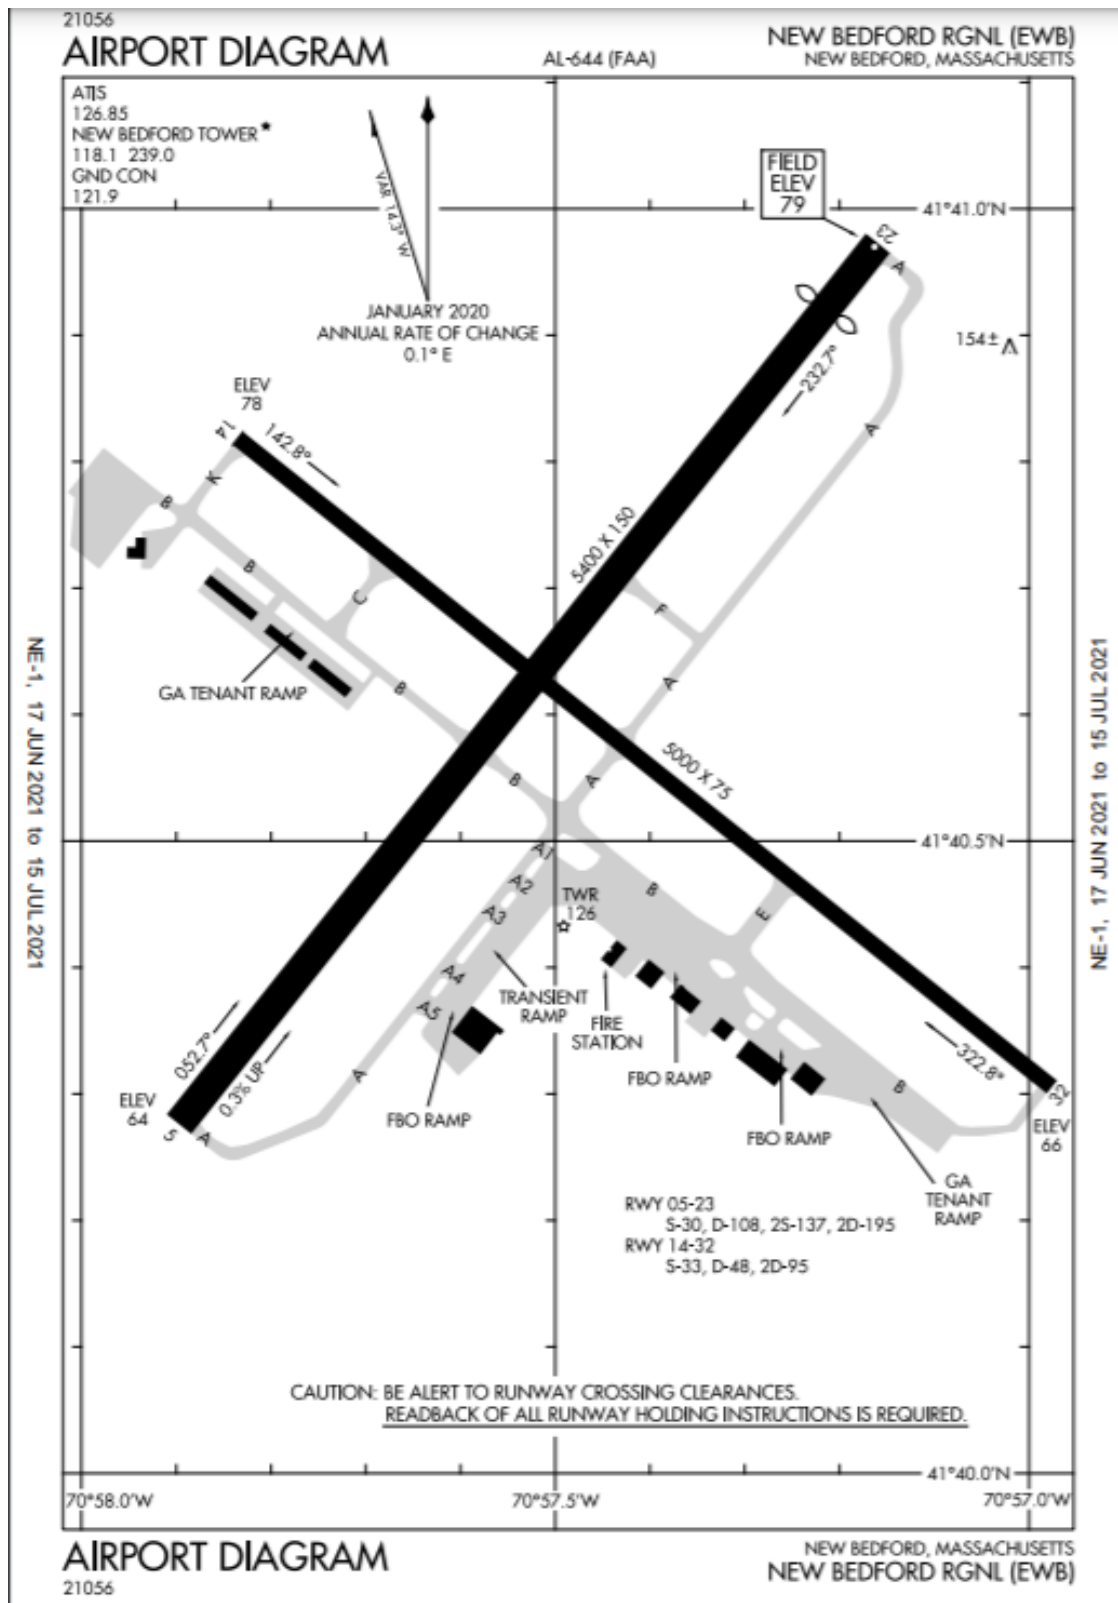 21056
AIRPORT DIAGRAM
AL-644 (FAA)
NEW BEDFORD RGNL (EWB)
NEW BEDFORD, MASSACHUSETTS
ATIS
126.85
NEW BEDFORD TOWER*
118.1 239.0
GND CON
121.9
VAR 14.3° W
JANUARY 2020
ANNUAL RATE OF CHANGE
0.1° E
FIELD
ELEV
79
41°41.0'N
23
A
154±
232.7°
A
ELEV
78
14
142.8°
K
B
B
C
5400 X 150
F
A
GA TENANT RAMP
B
5000 X 75
B
A
41°40.5'N
A1
A2
A3
A4
A5
TWR
126
B
E
TRANSIENT
RAMP
FIRE
STATION
FBO RAMP
FBO RAMP
FBO RAMP
B
322.8°
32
ELEV
66
GA
TENANT
RAMP
052.7°
0.3% UP
A
ELEV
64
5
A
RWY 05-23
S-30, D-108, 2S-137, 2D-195
RWY 14-32
S-33, D-48, 2D-95
CAUTION: BE ALERT TO RUNWAY CROSSING CLEARANCES.
READBACK OF ALL RUNWAY HOLDING INSTRUCTIONS IS REQUIRED.
41°40.0'N
70°58.0'W
70°57.5'W
70°57.0'W
NE-1, 17 JUN 2021 to 15 JUL 2021
NE-1, 17 JUN 2021 to 15 JUL 2021
AIRPORT DIAGRAM
21056
NEW BEDFORD, MASSACHUSETTS
NEW BEDFORD RGNL (EWB)